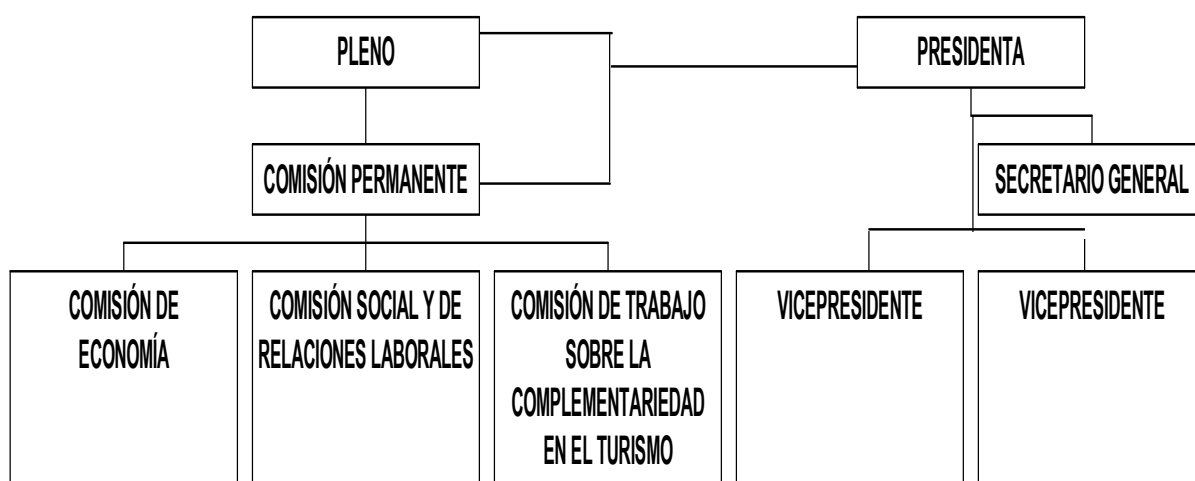 PLENO
PRESIDENTA
COMISIÓN PERMANENTE
SECRETARIO GENERAL
COMISIÓN DE
ECONOMÍA
COMISIÓN SOCIAL Y DE
RELACIONES LABORALES
COMISIÓN DE TRABAJO
SOBRE LA
COMPLEMENTARIEDAD
EN EL TURISMO
VICEPRESIDENTE
VICEPRESIDENTE